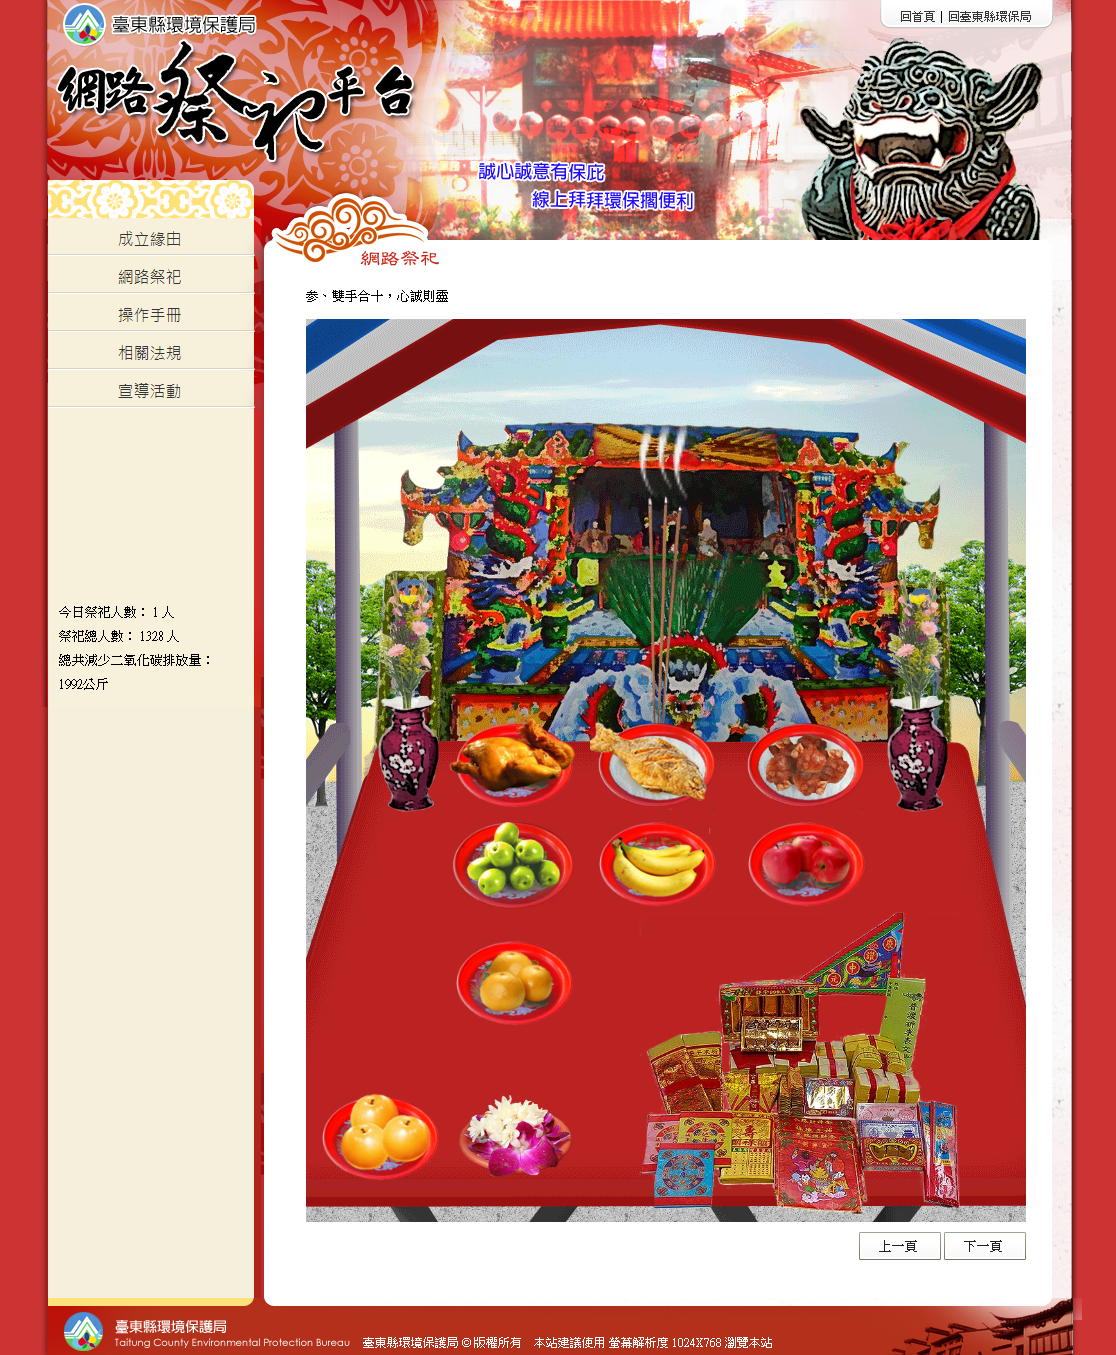 臺東縣環境保護局
網路祭祀平台
回首頁 | 回臺東縣環保局
誠心誠意有保庇
線上拜拜環保擱便利
成立緣由
網路祭祀
操作手冊
相關法規
宣導活動
今日祭祀人數： 1 人
祭祀總人數： 1328 人
總共減少二氧化碳排放量：
1992公斤
網路祭祀
参、雙手合十，心誠則靈
慶
讚
中
元
上一頁
下一頁
臺東縣環境保護局
Taitung County Environmental Protection Bureau
臺東縣環境保護局 © 版權所有 本站建議使用 螢幕解析度 1024X768 瀏覽本站